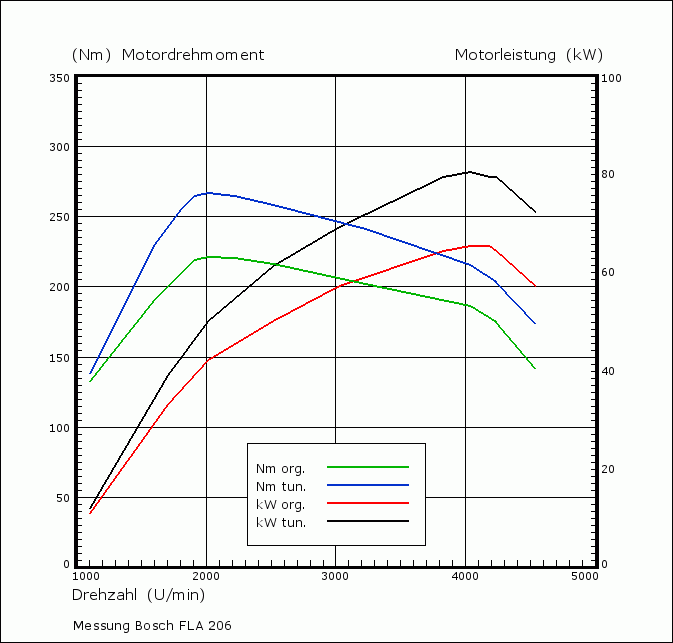 (Nm) Motordrehmoment Motorleistung (kW)
350 100
300
80
250
60
200
150 40
100
20
50
0 0
1000 2000 3000 4000 5000
Drehzahl (U/min)
Nm org.
Nm tun.
kW org.
kW tun.
Messung Bosch FLA 206